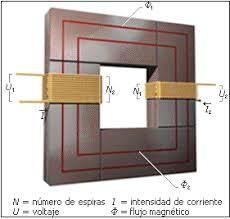 Φ₁
U₁
N₁
N₂
U₂
I₁
I₂
Φ₂
N = número de espiras
I = intensidad de corriente
U = voltaje
Φ = flujo magnético